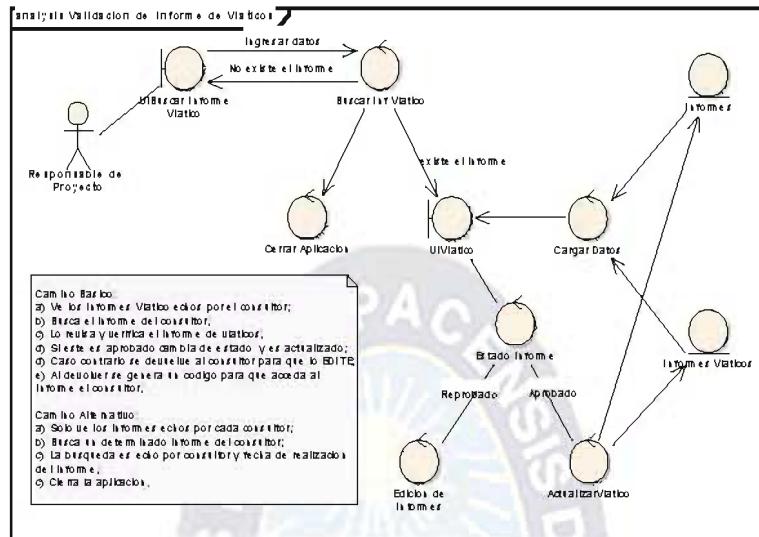 analysis Validacion de Informe de Viaticos
Ingresar datos
No existe el informe
UIBuscar Informe
Viatico
Buscar Inf Viatico
Informes
Responsable de
Proyecto
existe el informe
Cerrar Aplicacion
UIViatico
Cargar Datos
Camino Basico:
a) Ve los Informes Viatico echos por el consultor;
b) Busca el informe del consultor;
c) Lo revisa y verifica el informe de viaticos;
d) Si este es aprobado cambia de estado y es actualizado;
d) Caso contrario se devuelve al consultor para que lo EDITE;
e) Al devolver se genera un codigo para que acceda al
informe el consultor.
Camino Alternativo:
a) Solo ve los informes echos por cada consultor;
b) Busca un determinado informe del consultor;
c) La busqueda es echo por consultor y fecha de realizacion
del informe;
c) Cierra la aplicacion.
Estado Informe
Informes Viaticos
Reprobado
Aprobado
Edicion de
Informes
ActualizarViatico
PACENSIS D